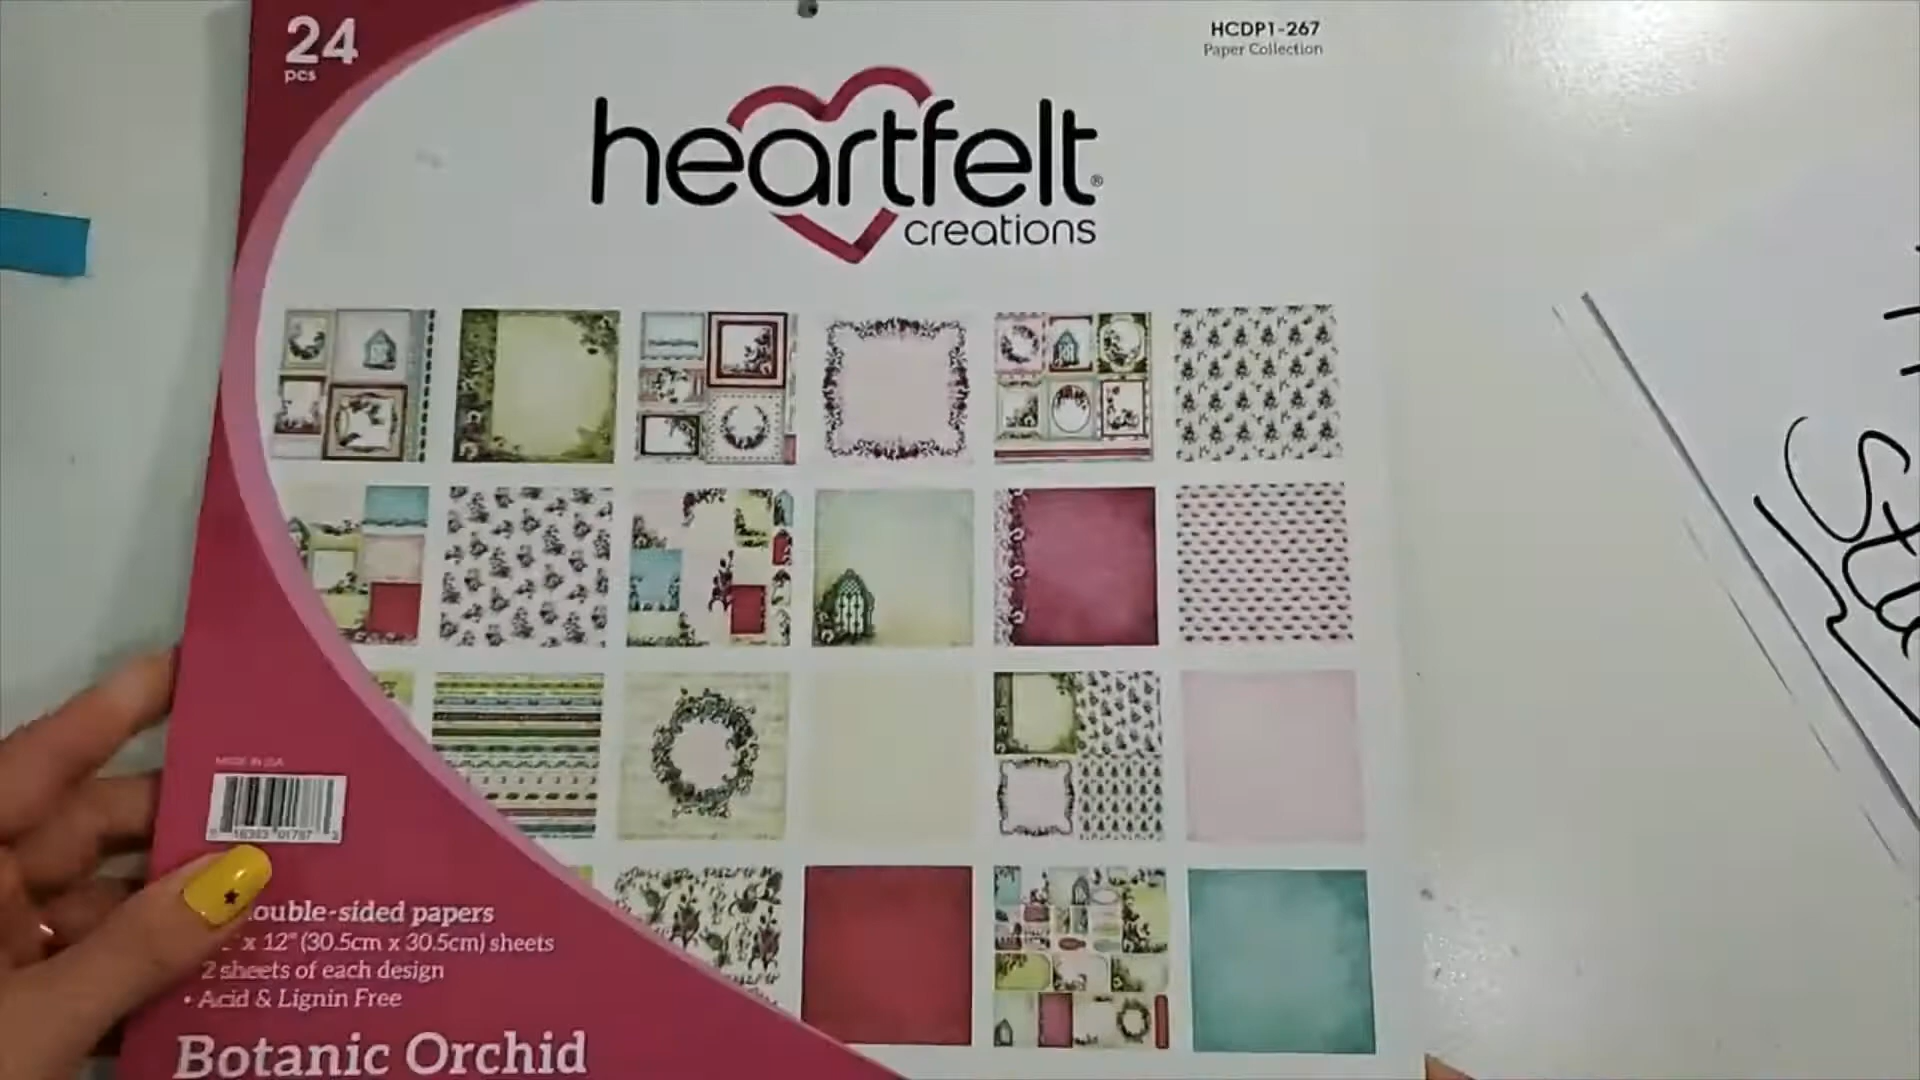 24
pcs
HCDP1-267
Paper Collection
heartfelt®
creations
MADE IN USA
ouble-sided papers
x 12" (30.5cm x 30.5cm) sheets
2 sheets of each design
• Acid & Lignin Free
Botanic Orchid